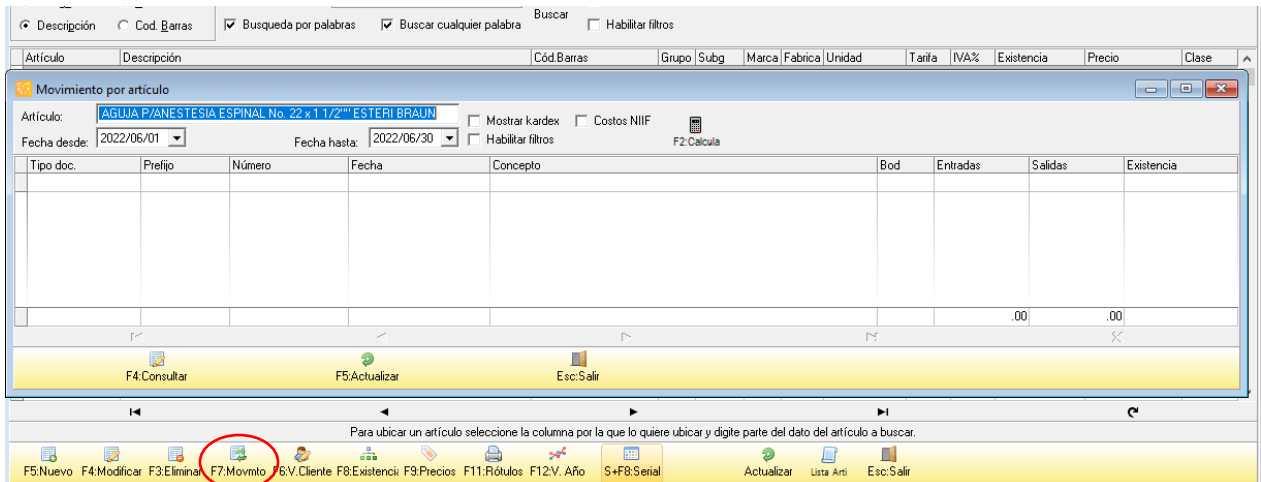 Buscar
Descripción Cod. Barras Busqueda por palabras Buscar cualquier palabra Habilitar filtros
Artículo Descripción Cód.Barras Grupo Subg Marca Fabrica Unidad Tarifa IVA% Existencia Precio Clase
Movimiento por artículo
Artículo: AGUJA P/ANESTESIA ESPINAL No. 22 x 1 1/2"" ESTERI BRAUN Mostrar kardex Costos NIIF
Fecha desde: 2022/06/01 Fecha hasta: 2022/06/30 Habilitar filtros F2:Calcula
Tipo doc. Prefijo Número Fecha Concepto Bod Entradas Salidas Existencia
.00 .00
F4:Consultar F5:Actualizar Esc:Salir
Para ubicar un artículo seleccione la columna por la que lo quiere ubicar y digite parte del dato del artículo a buscar.
F5:Nuevo F4:Modificar F3:Eliminar F7:Movmto F6:V.Cliente F8:Existenci F9:Precios F11:Rótulos F12:V. Año S+F8:Serial Actualizar Lista Arti Esc:Salir